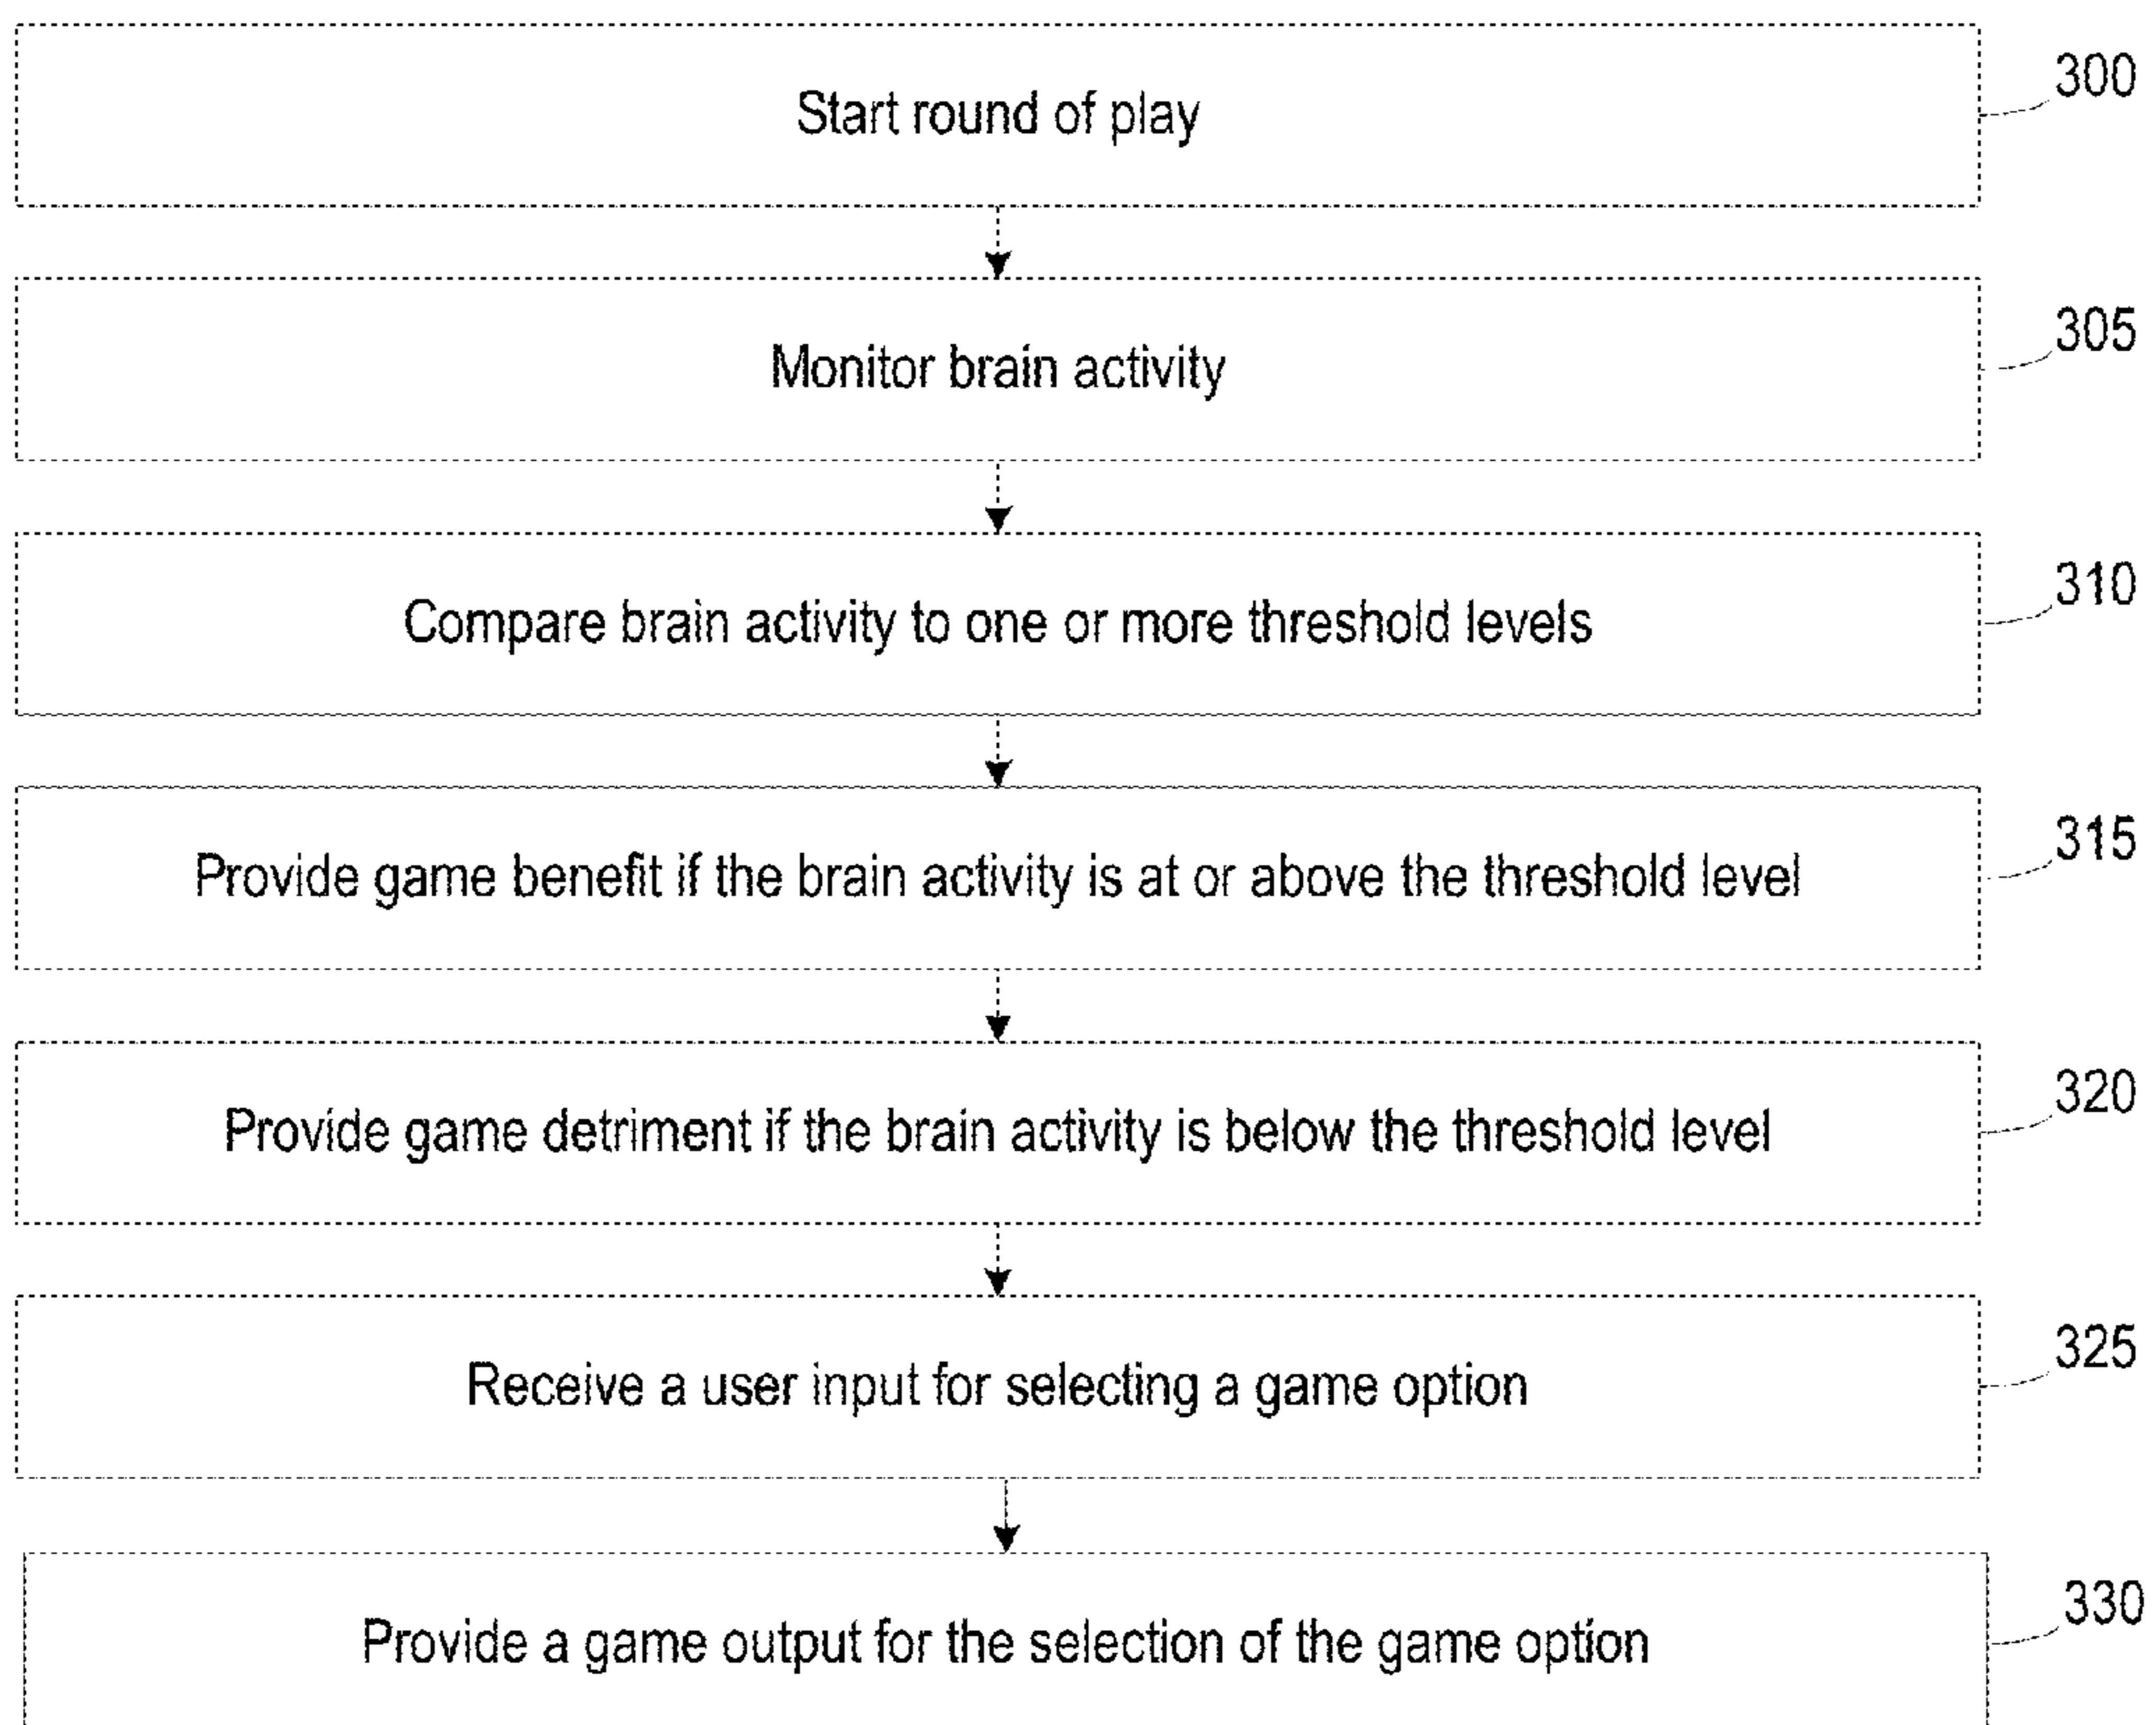 Start round of play
300
Monitor brain activity
305
Compare brain activity to one or more threshold levels
310
Provide game benefit if the brain activity is at or above the threshold level
315
Provide game detriment if the brain activity is below the threshold level
320
Receive a user input for selecting a game option
325
Provide a game output for the selection of the game option
330